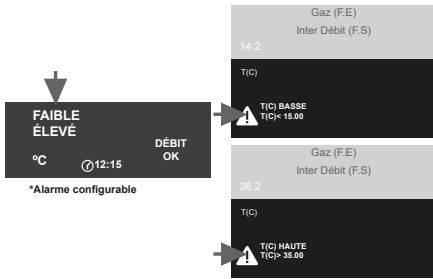 Gaz (F.E)
Inter Débit (F.S)
14.2
T(C)
T(C) BASSE
T(C)< 15.00
FAIBLE
ÉLEVÉ
DÉBIT
OK
ºC
12:15
*Alarme configurable
Gaz (F.E)
Inter Débit (F.S)
36.2
T(C)
T(C) HAUTE
T(C)> 35.00